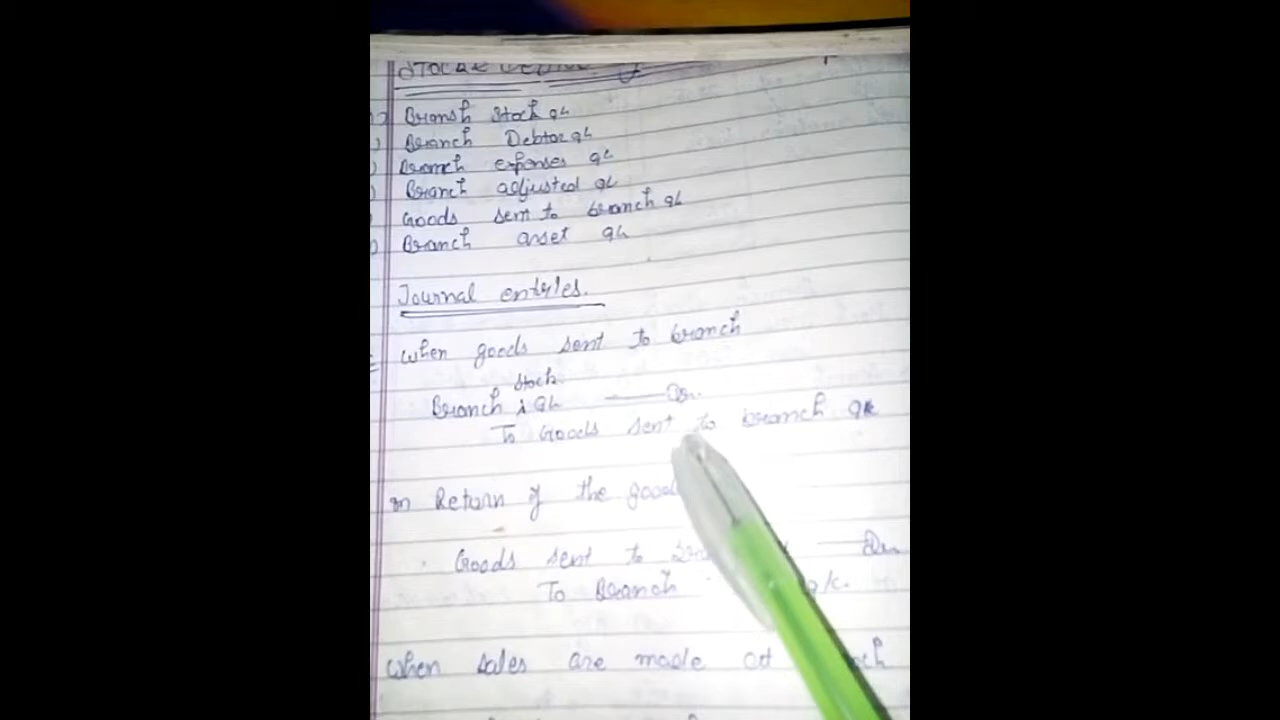 Bransh Stock a/c
Branch Debtor a/c
Branch expenses a/c
Branch adjusted a/c
Goods sent to branch a/c
Branch asset a/c
Journal entries.
When goods sent to branch
Stock
Branch a/c Dr.
To Goods sent to branch a/c
Return of the good
Goods sent to Dr.
To Branch a/c.
When sales are made at